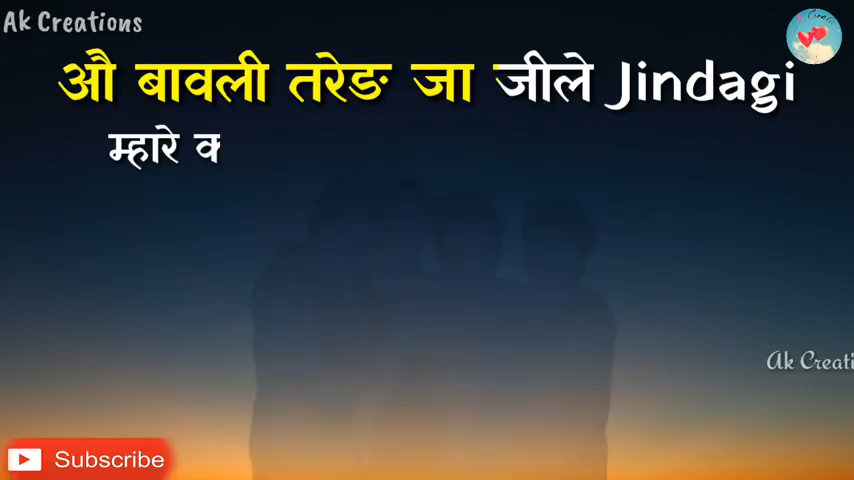 Ak Creations
औ बावली तरेङ जा जीले Jindagi
म्हारे क
Ak Creati
Subscribe